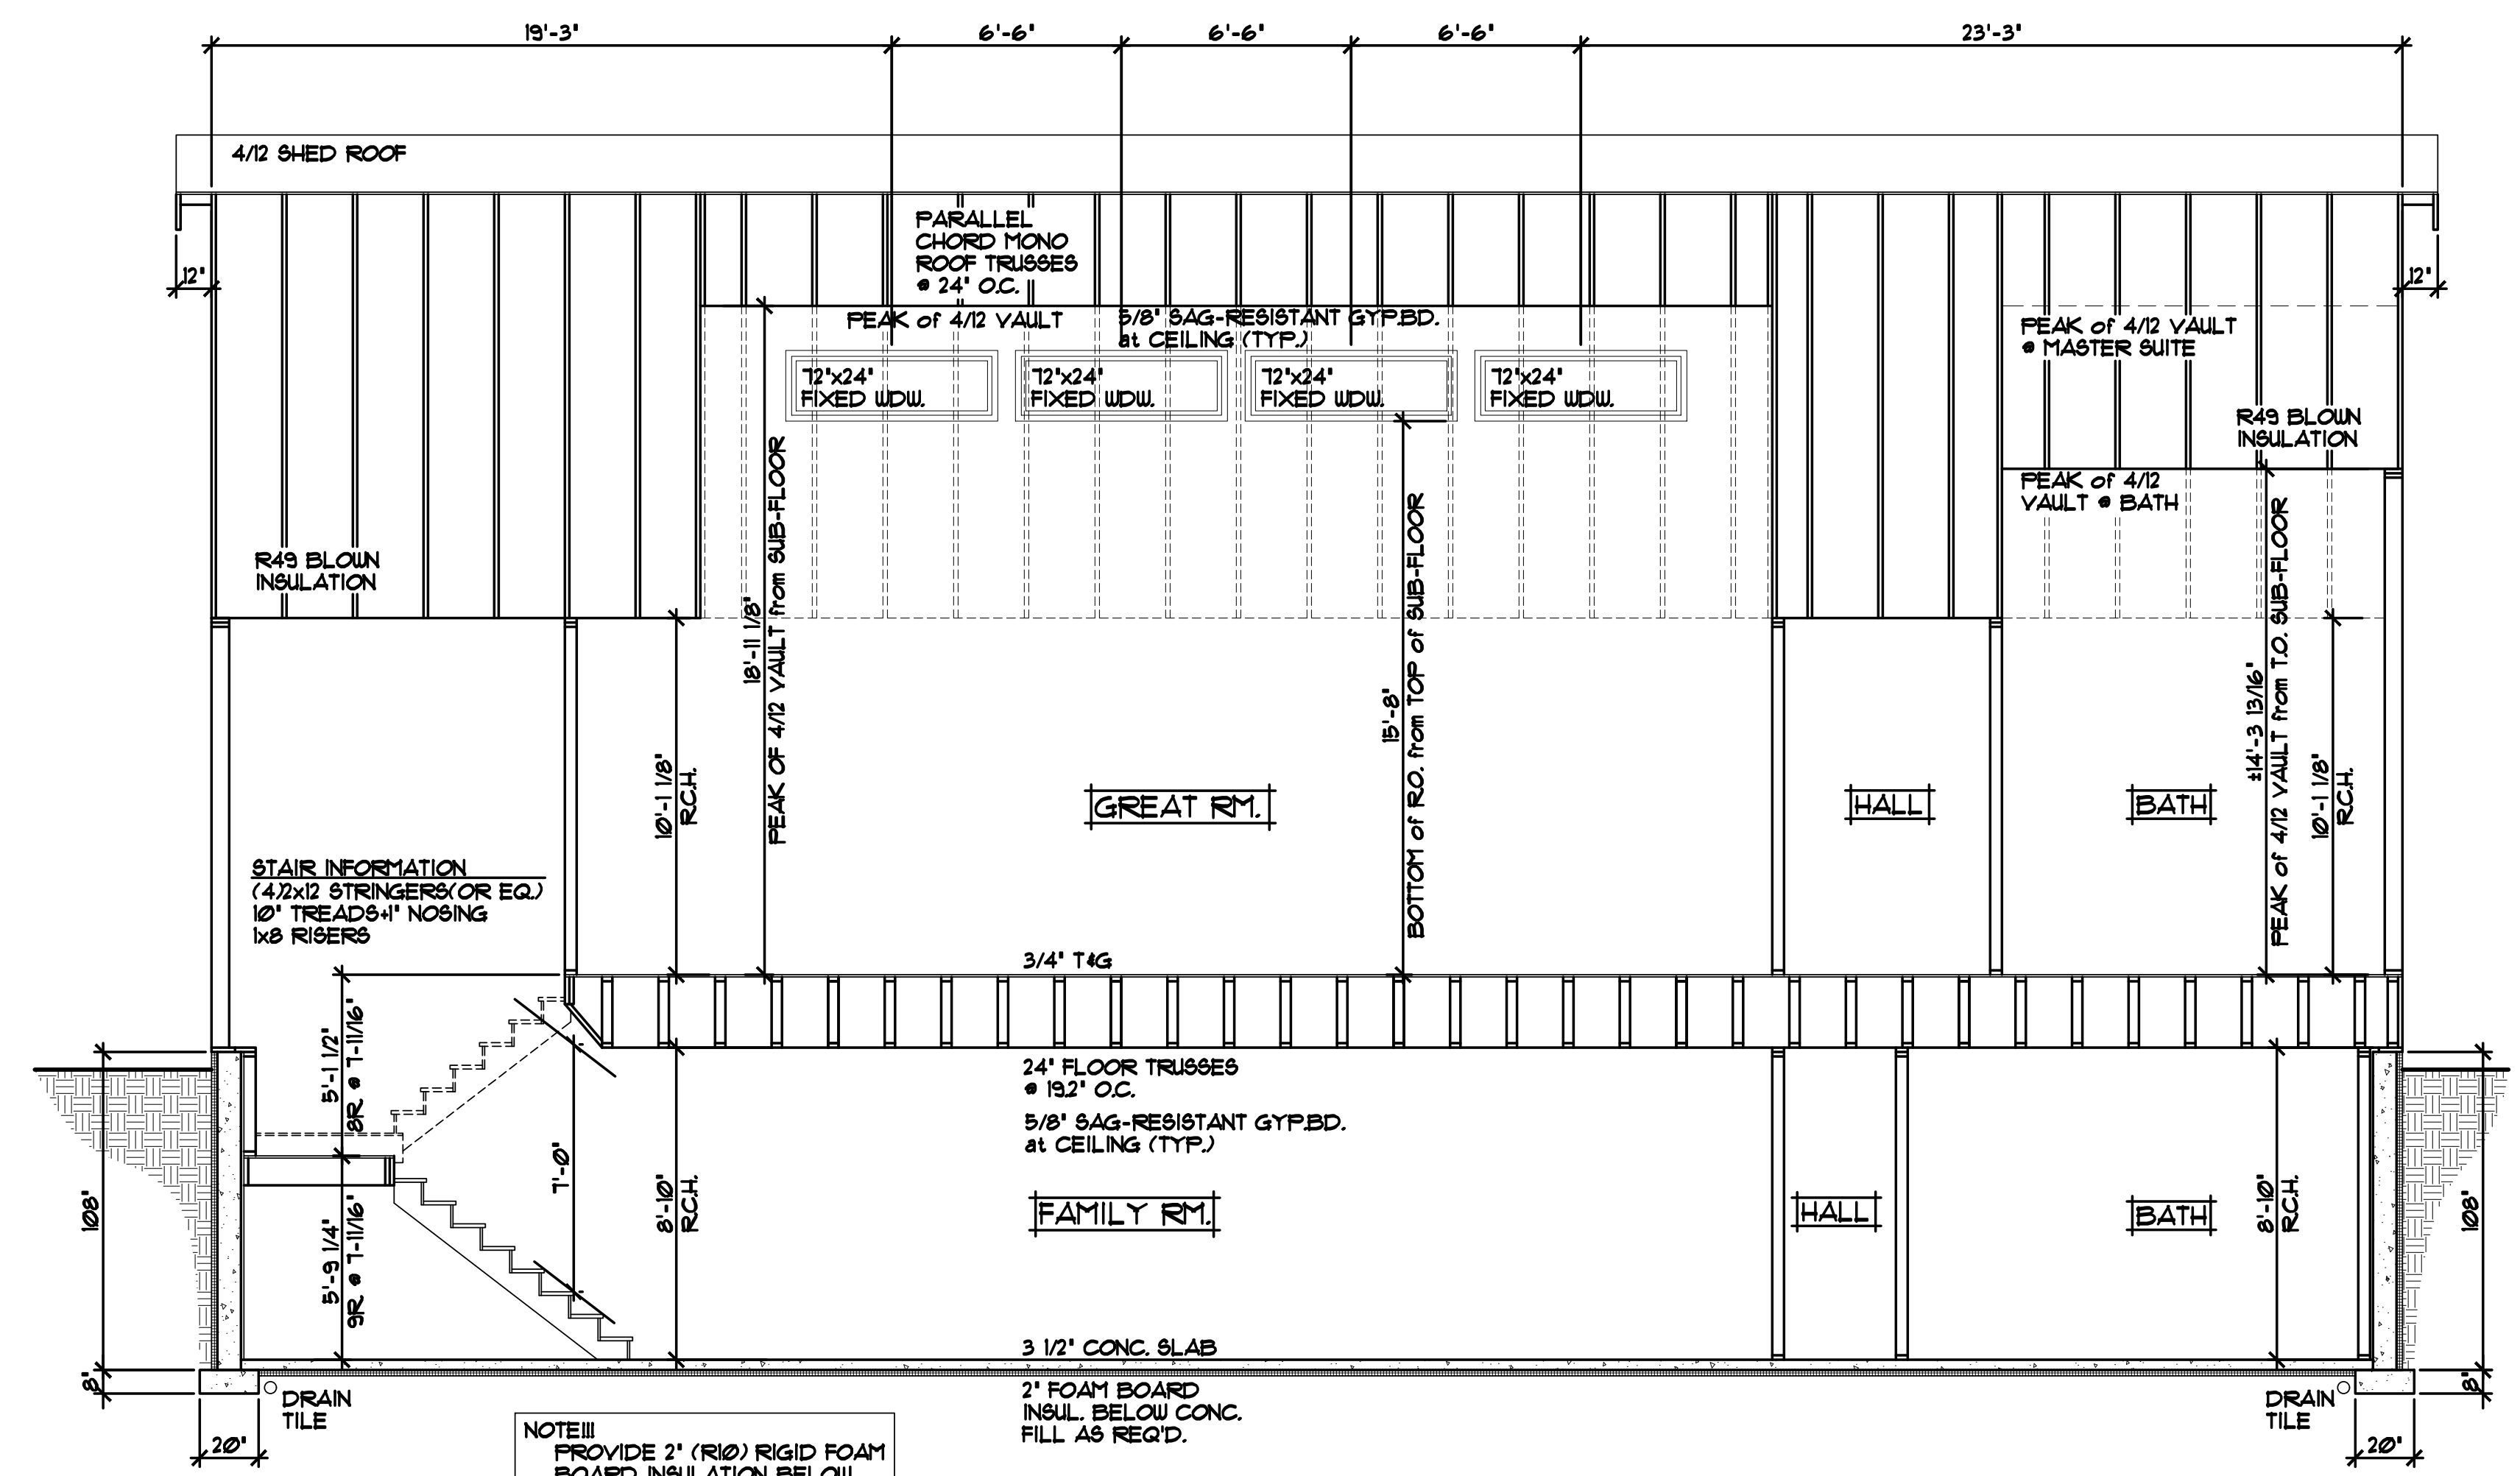 19'-3"
6'-6"
6'-6"
6'-6"
23'-3"
4/12 SHED ROOF
PARALLEL
CHORD MONO
ROOF TRUSSES
@ 24" O.C.
12"
12"
PEAK of 4/12 VAULT
5/8" SAG-RESISTANT GYP.BD.
at CEILING (TYP.)
PEAK of 4/12 VAULT
@ MASTER SUITE
72"x24"
FIXED WDW.
72"x24"
FIXED WDW.
72"x24"
FIXED WDW.
72"x24"
FIXED WDW.
R49 BLOWN
INSULATION
PEAK of 4/12
VAULT @ BATH
R49 BLOWN
INSULATION
18'-11 1/8"
PEAK OF 4/12 VAULT from SUB-FLOOR
15'-8"
BOTTOM of R.O. from TOP of SUB-FLOOR
±14'-3 13/16"
PEAK of 4/12 VAULT from T.O. SUB-FLOOR
10'-1 1/8"
R.C.H.
10'-1 1/8"
R.C.H.
GREAT RM.
HALL
BATH
STAIR INFORMATION
(4)2x12 STRINGERS(OR EQ.)
10" TREADS+1" NOSING
1x8 RISERS
3/4" T&G
5'-1 1/2"
8R @ 7-11/16"
24" FLOOR TRUSSES
@ 19.2" O.C.
5/8" SAG-RESISTANT GYP.BD.
at CEILING (TYP.)
7'-0"
108"
5'-9 1/4"
9R @ 7-11/16"
8'-10"
R.C.H.
FAMILY RM.
HALL
BATH
8'-10"
R.C.H.
108"
3 1/2" CONC. SLAB
8"
8"
DRAIN
TILE
2" FOAM BOARD
INSUL. BELOW CONC.
FILL AS REQ'D.
DRAIN
TILE
20"
20"
NOTE!!!
PROVIDE 2" (R10) RIGID FOAM
BOARD INSULATION BELOW